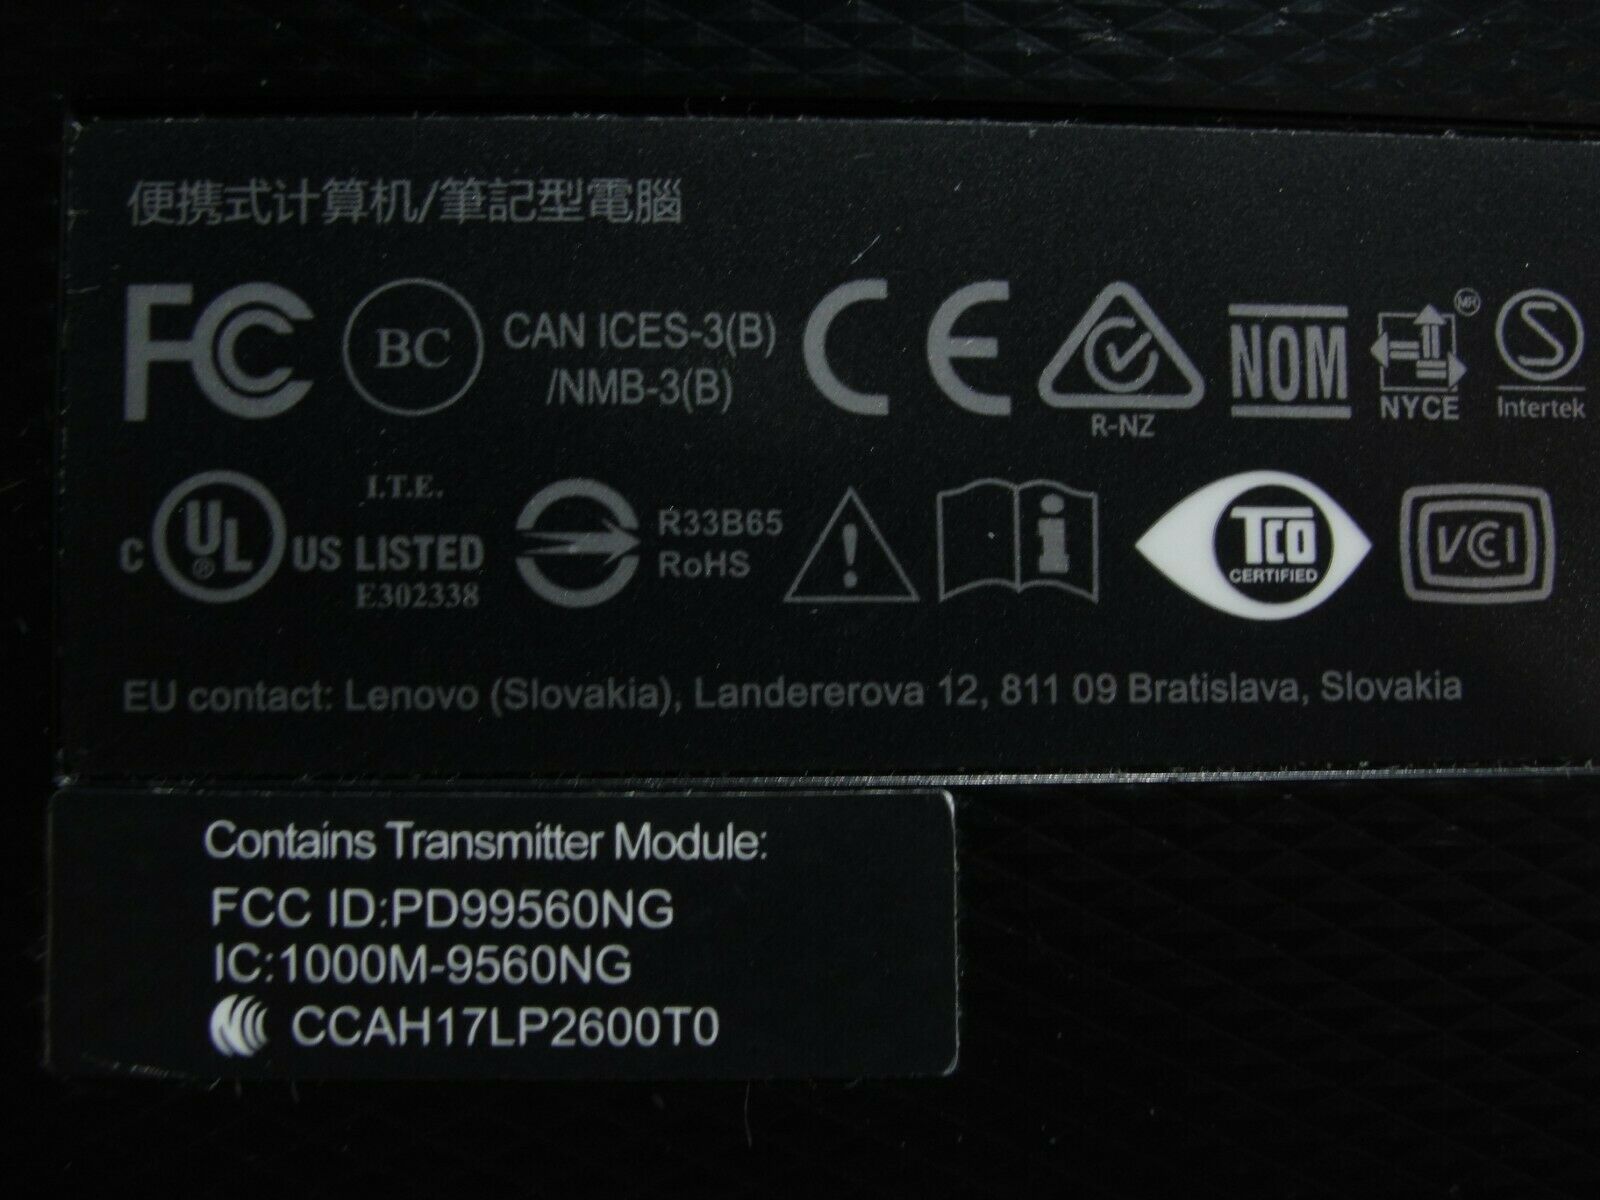 便携式计算机/筆記型電腦
FC BC CAN ICES-3(B) CE NOM MR S
/NMB-3(B) R-NZ NYCE Intertek
I.T.E.
C UL® US LISTED R33B65 i TCO VCCI
E302338 RoHS CERTIFIED
EU contact: Lenovo (Slovakia), Landererova 12, 811 09 Bratislava, Slovakia
Contains Transmitter Module:
FCC ID:PD99560NG
IC:1000M-9560NG
CCAH17LP2600T0